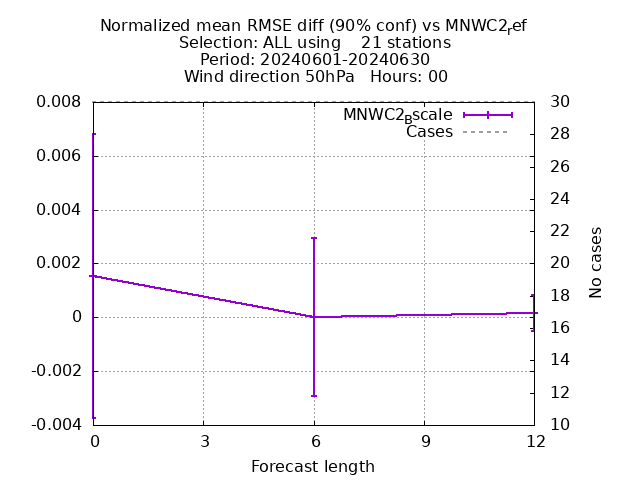 Normalized mean RMSE diff (90% conf) vs MNWC2ref
Selection: ALL using 21 stations
Period: 20240601-20240630
Wind direction 50hPa Hours: 00
MNWC2Bscale
Cases
0.008
0.006
0.004
0.002
0
-0.002
-0.004
30
28
26
24
22
20
18
16
14
12
10
No cases
0 3 6 9 12
Forecast length